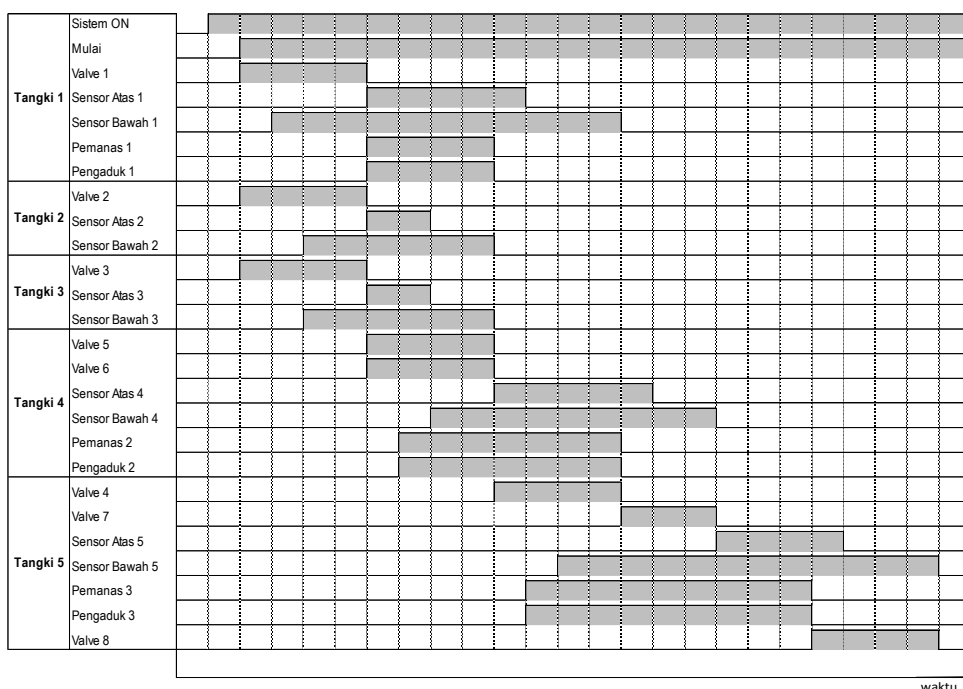 Sistem ON
Mulai
Valve 1
Tangki 1 Sensor Atas 1
Sensor Bawah 1
Pemanas 1
Pengaduk 1
Valve 2
Tangki 2 Sensor Atas 2
Sensor Bawah 2
Valve 3
Tangki 3 Sensor Atas 3
Sensor Bawah 3
Valve 5
Valve 6
Tangki 4 Sensor Atas 4
Sensor Bawah 4
Pemanas 2
Pengaduk 2
Valve 4
Valve 7
Sensor Atas 5
Tangki 5 Sensor Bawah 5
Pemanas 3
Pengaduk 3
Valve 8
waktu